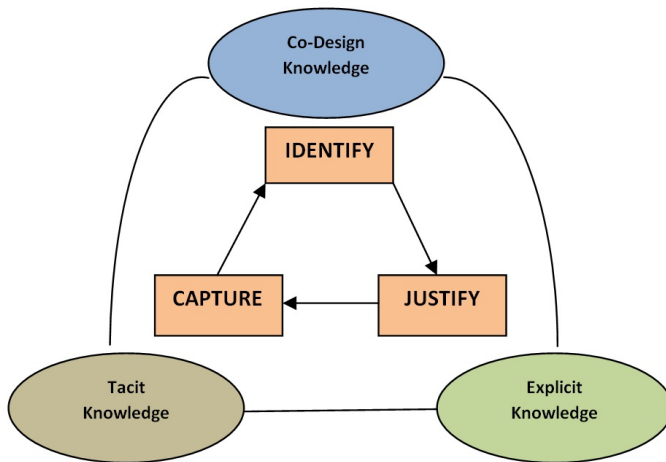 Co-Design
Knowledge
IDENTIFY
CAPTURE
JUSTIFY
Tacit
Knowledge
Explicit
Knowledge